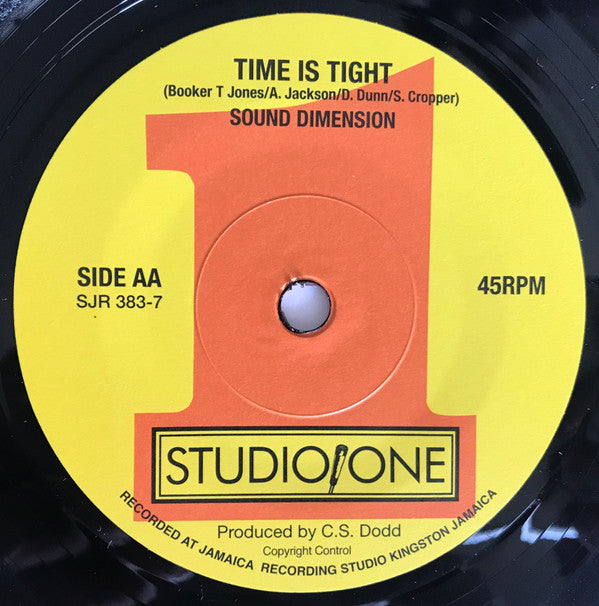 TIME IS TIGHT
(Booker T Jones/A. Jackson/D. Dunn/S. Cropper)
SOUND DIMENSION
SIDE AA
SJR 383-7
45RPM
1
STUDIO ONE
Produced by C.S. Dodd
Copyright Control
RECORDED AT JAMAICA RECORDING STUDIO KINGSTON JAMAICA